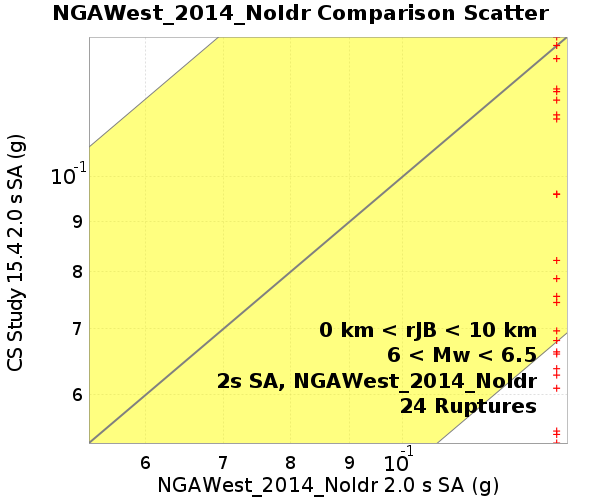 NGAWest_2014_NoIdr Comparison Scatter
CS Study 15.4 2.0 s SA (g)
10-1
9
8
7
6
0 km < rJB < 10 km
6 < Mw < 6.5
2s SA, NGAWest_2014_NoIdr
24 Ruptures
6 7 8 9 10-1
NGAWest_2014_NoIdr 2.0 s SA (g)